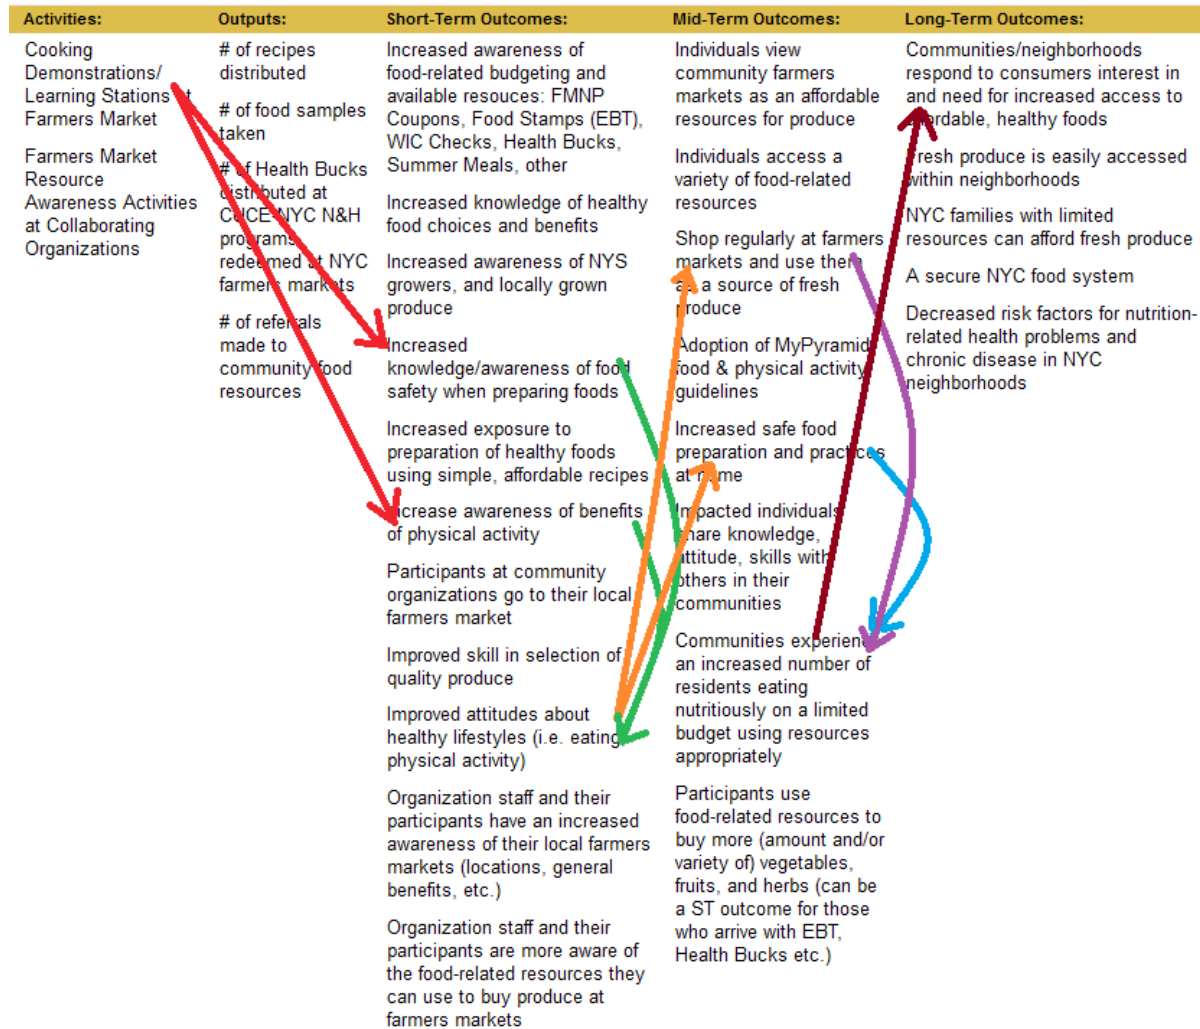 Activities:
Outputs:
Short-Term Outcomes:
Mid-Term Outcomes:
Long-Term Outcomes:
Cooking
Demonstrations/
Learning Stations at
Farmers Market
Farmers Market
Resource
Awareness Activities
at Collaborating
Organizations
# of recipes
distributed
# of food samples
taken
# of Health Bucks
distributed at
CUCE-NYC N&H
programs
redeemed at NYC
farmers markets
# of referrals
made to
community food
resources
Increased awareness of
food-related budgeting and
available resouces: FMNP
Coupons, Food Stamps (EBT),
WIC Checks, Health Bucks,
Summer Meals, other
Increased knowledge of healthy
food choices and benefits
Increased awareness of NYS
growers, and locally grown
produce
Increased
knowledge/awareness of food
safety when preparing foods
Increased exposure to
preparation of healthy foods
using simple, affordable recipes
Increase awareness of benefits
of physical activity
Participants at community
organizations go to their local
farmers market
Improved skill in selection of
quality produce
Improved attitudes about
healthy lifestyles (i.e. eating,
physical activity)
Organization staff and their
participants have an increased
awareness of their local farmers
markets (locations, general
benefits, etc.)
Organization staff and their
participants are more aware of
the food-related resources they
can use to buy produce at
farmers markets
Individuals view
community farmers
markets as an affordable
resources for produce
Individuals access a
variety of food-related
resources
Shop regularly at farmers
markets and use them
as a source of fresh
produce
Adoption of MyPyramid
food & physical activity
guidelines
Increased safe food
preparation and practices
at home
Impacted individuals
share knowledge,
attitude, skills with
others in their
communities
Communities experience
an increased number of
residents eating
nutritiously on a limited
budget using resources
appropriately
Participants use
food-related resources to
buy more (amount and/or
variety of) vegetables,
fruits, and herbs (can be
a ST outcome for those
who arrive with EBT,
Health Bucks etc.)
Communities/neighborhoods
respond to consumers interest in
and need for increased access to
affordable, healthy foods
Fresh produce is easily accessed
within neighborhoods
NYC families with limited
resources can afford fresh produce
A secure NYC food system
Decreased risk factors for nutrition-
related health problems and
chronic disease in NYC
neighborhoods